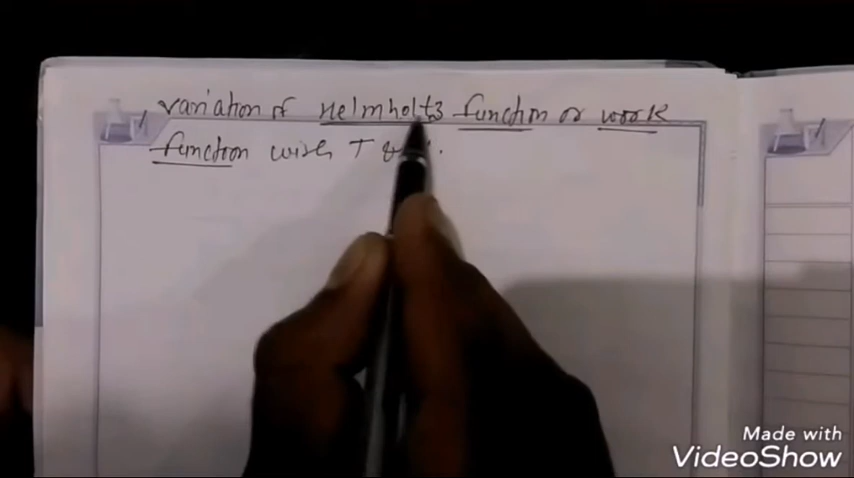 variation of Helmholtz function or work
function with T &
Made with
VideoShow